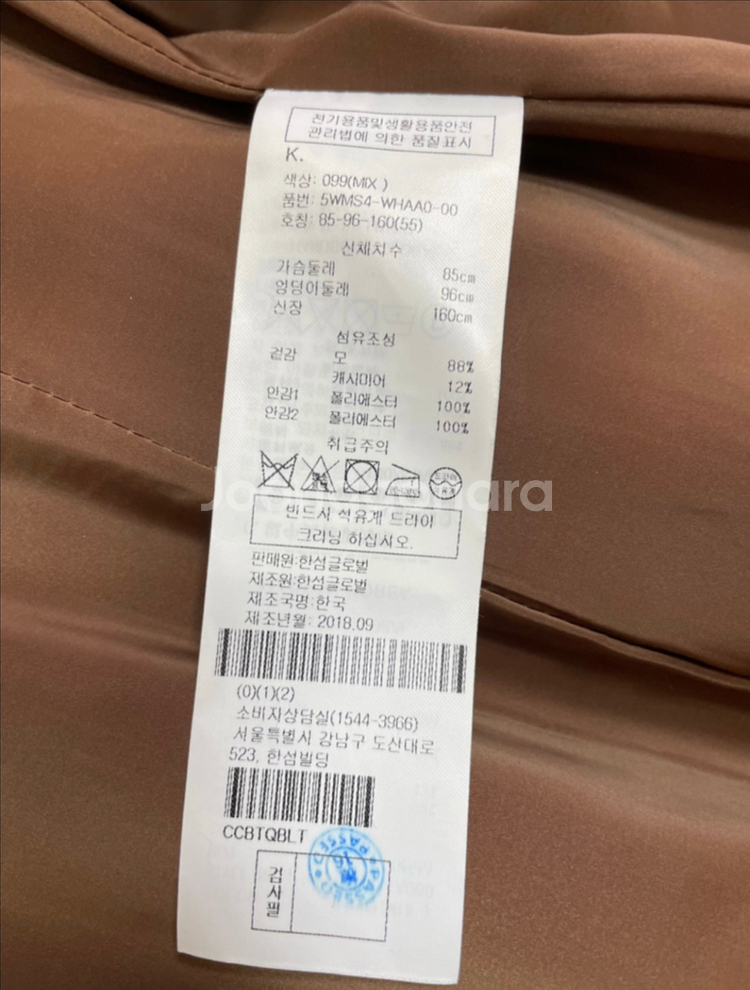 전기용품및생활용품안전
관리법에 의한 품질표시
K.
색상: 099(MIX )
품번: 5WMS4-WHAA0-00
호칭: 85-96-160(55)
신체치수
가슴둘레 85cm
엉덩이둘레 96cm
신장 160cm
섬유조성
겉감 모 88%
캐시미어 12%
안감1 폴리에스터 100%
안감2 폴리에스터 100%
취급주의
반드시 석유계 드라이
크리닝 하십시오.
판매원:한섬글로벌
제조원:한섬글로벌
제조국명:한국
제조년월: 2018.09
(0)(1)(2)
소비자상담실(1544-3966)
서울특별시 강남구 도산대로
523, 한섬빌딩
CCBTQBLT
검사필
PASSED
16
PASSED